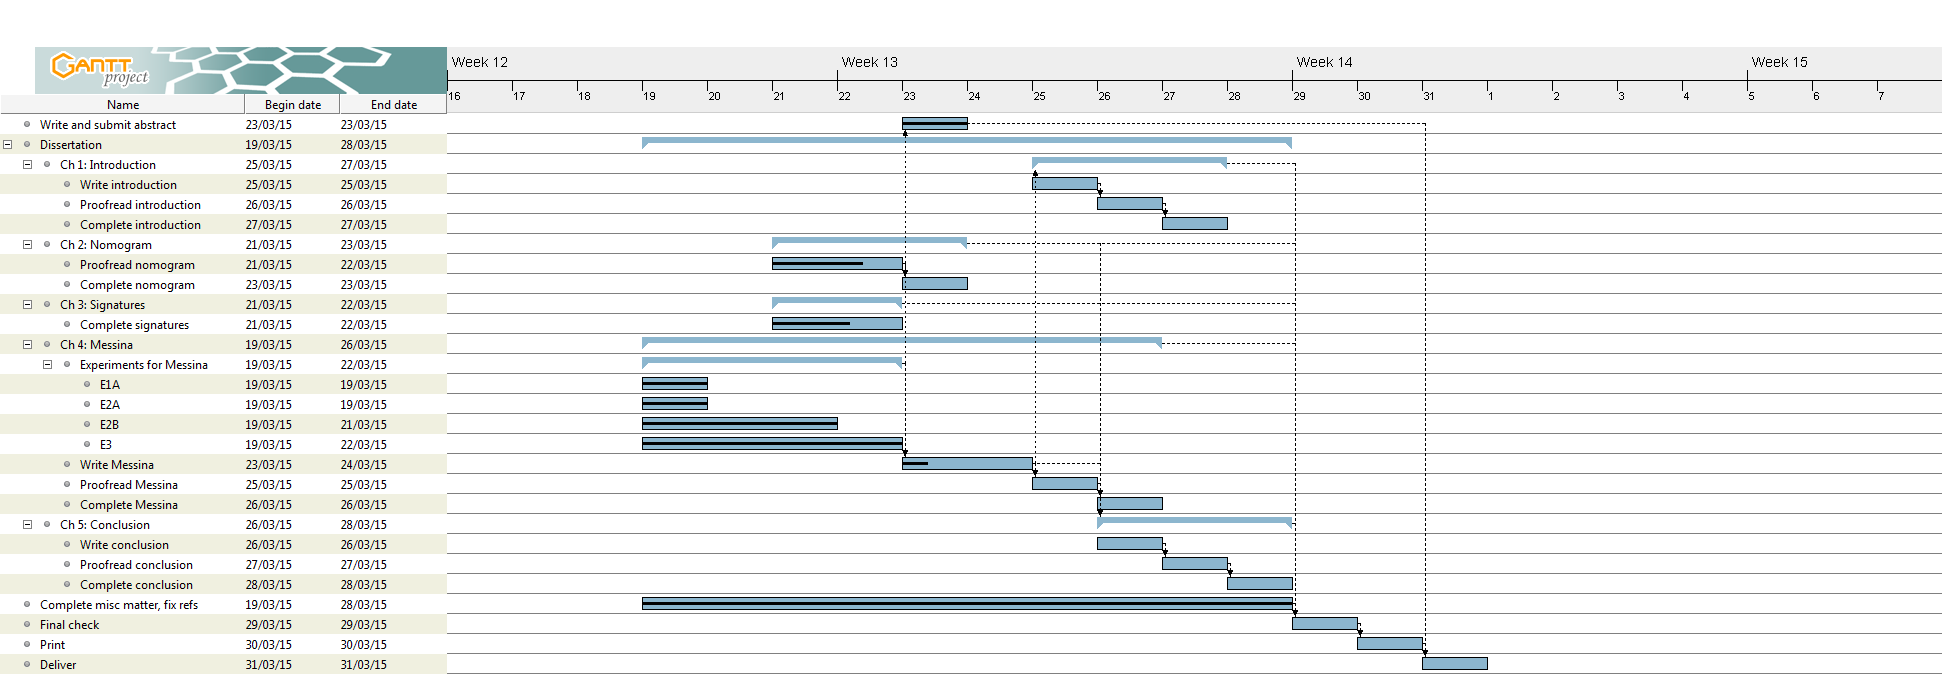 GANTT
project
Week 12 Week 13 Week 14 Week 15
16 17 18 19 20 21 22 23 24 25 26 27 28 29 30 31 1 2 3 4 5 6 7
Name Begin date End date
Write and submit abstract 23/03/15 23/03/15
Dissertation 19/03/15 28/03/15
Ch 1: Introduction 25/03/15 27/03/15
Write introduction 25/03/15 25/03/15
Proofread introduction 26/03/15 26/03/15
Complete introduction 27/03/15 27/03/15
Ch 2: Nomogram 21/03/15 23/03/15
Proofread nomogram 21/03/15 22/03/15
Complete nomogram 23/03/15 23/03/15
Ch 3: Signatures 21/03/15 22/03/15
Complete signatures 21/03/15 22/03/15
Ch 4: Messina 19/03/15 26/03/15
Experiments for Messina 19/03/15 22/03/15
E1A 19/03/15 19/03/15
E2A 19/03/15 19/03/15
E2B 19/03/15 21/03/15
E3 19/03/15 22/03/15
Write Messina 23/03/15 24/03/15
Proofread Messina 25/03/15 25/03/15
Complete Messina 26/03/15 26/03/15
Ch 5: Conclusion 26/03/15 28/03/15
Write conclusion 26/03/15 26/03/15
Proofread conclusion 27/03/15 27/03/15
Complete conclusion 28/03/15 28/03/15
Complete misc matter, fix refs 19/03/15 28/03/15
Final check 29/03/15 29/03/15
Print 30/03/15 30/03/15
Deliver 31/03/15 31/03/15